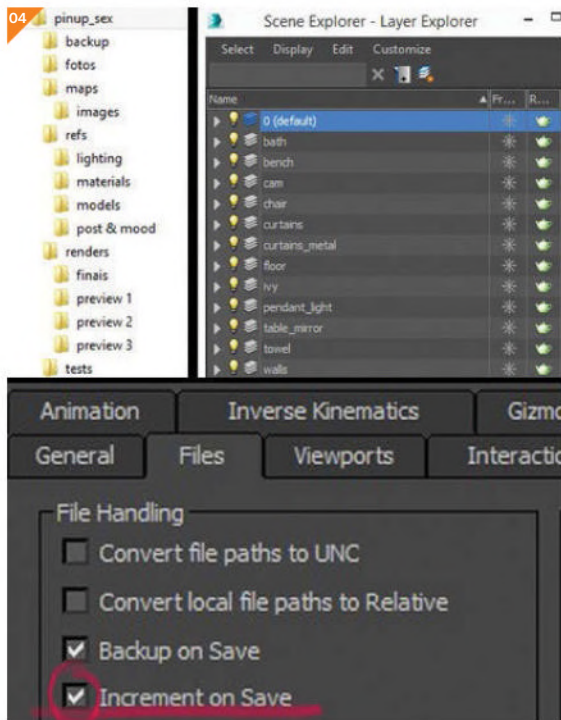 04
pinup_sex
backup
fotos
maps
images
refs
lighting
materials
models
post & mood
renders
finais
preview 1
preview 2
preview 3
tests
Scene Explorer - Layer Explorer
Select Display Edit Customize
Name Fr... R...
0 (default)
bath
bench
cam
chair
curtains
curtains_metal
floor
ivy
pendant_light
table_mirror
towel
walls
Animation Inverse Kinematics Gizmo
General Files Viewports Interactio
File Handling
Convert file paths to UNC
Convert local file paths to Relative
Backup on Save
Increment on Save